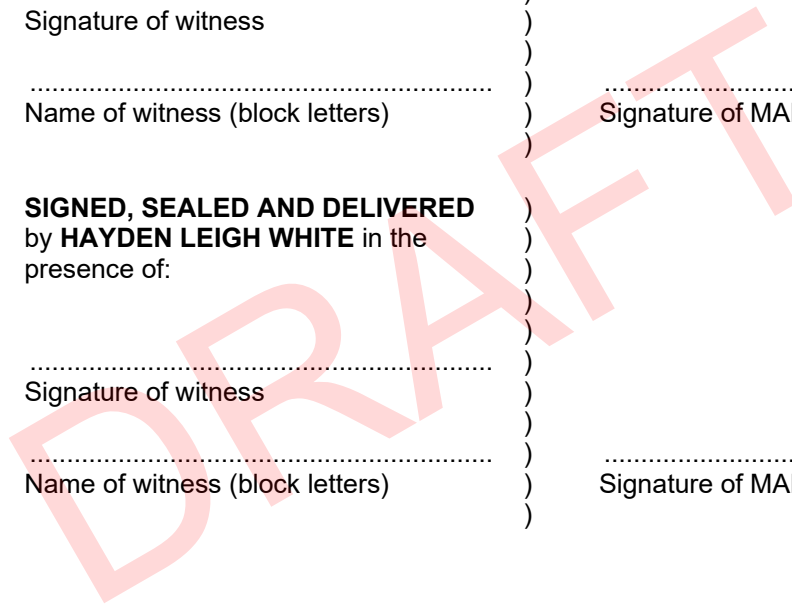 Signature of witness )
)
................................................................ ) ..........................
Name of witness (block letters) ) Signature of MA
)
SIGNED, SEALED AND DELIVERED )
by HAYDEN LEIGH WHITE in the )
presence of: )
)
)
................................................................ )
Signature of witness )
)
................................................................ ) ..........................
Name of witness (block letters) ) Signature of MA
)
DRAFT